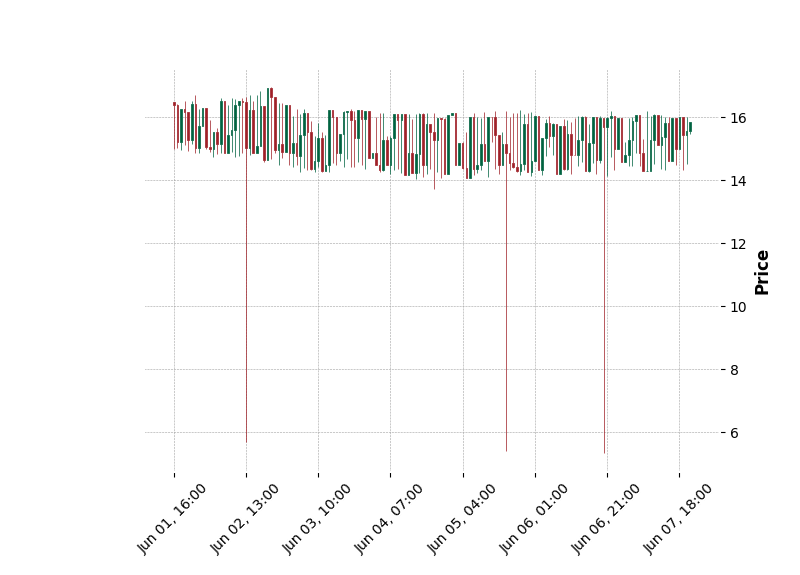 16
14
12
10
8
6
Price
Jun 01, 16:00
Jun 02, 13:00
Jun 03, 10:00
Jun 04, 07:00
Jun 05, 04:00
Jun 06, 01:00
Jun 06, 21:00
Jun 07, 18:00